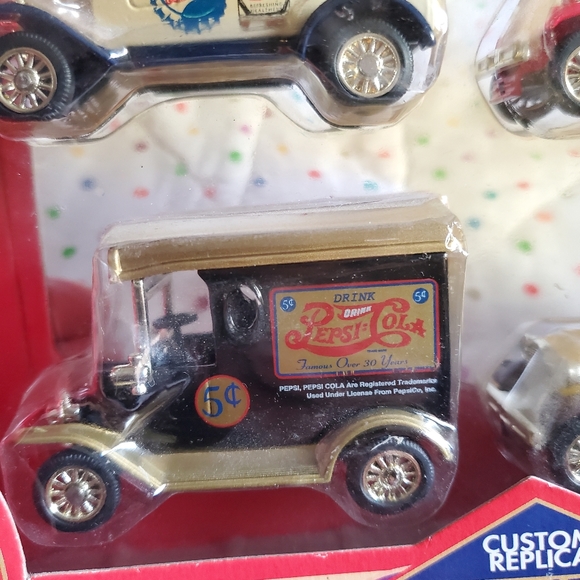 DRINK
5¢
5¢
DRINK
PEPSI-COLA
Famous Over 30 Years
PEPSI, PEPSI COLA Are Registered Trademarks
Used Under License From PepsiCo, Inc.
5¢
CUSTOM
REPLICA